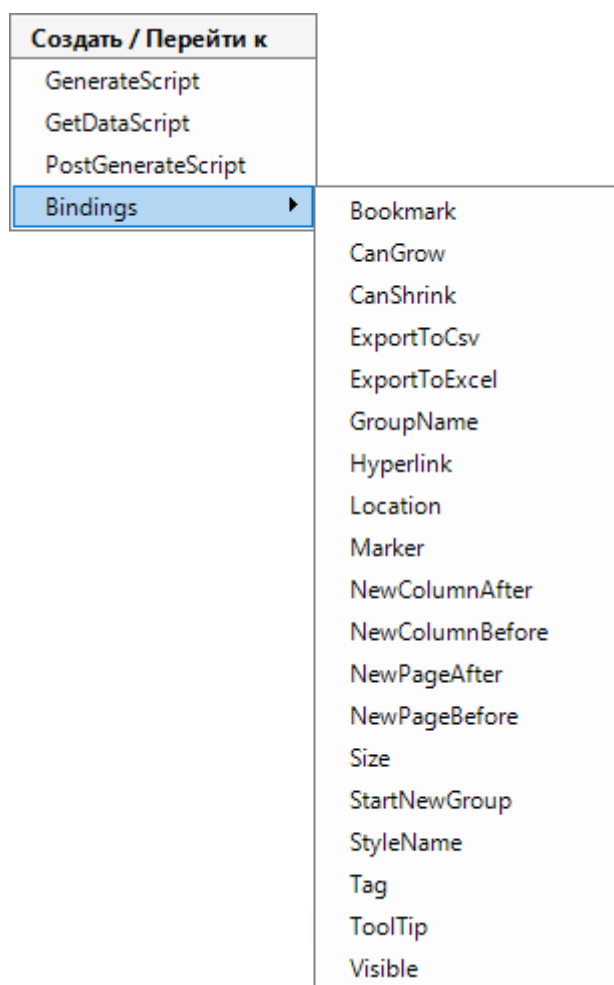 Создать / Перейти к
GenerateScript
GetDataScript
PostGenerateScript
Bindings
Bookmark
CanGrow
CanShrink
ExportToCsv
ExportToExcel
GroupName
Hyperlink
Location
Marker
NewColumnAfter
NewColumnBefore
NewPageAfter
NewPageBefore
Size
StartNewGroup
StyleName
Tag
ToolTip
Visible